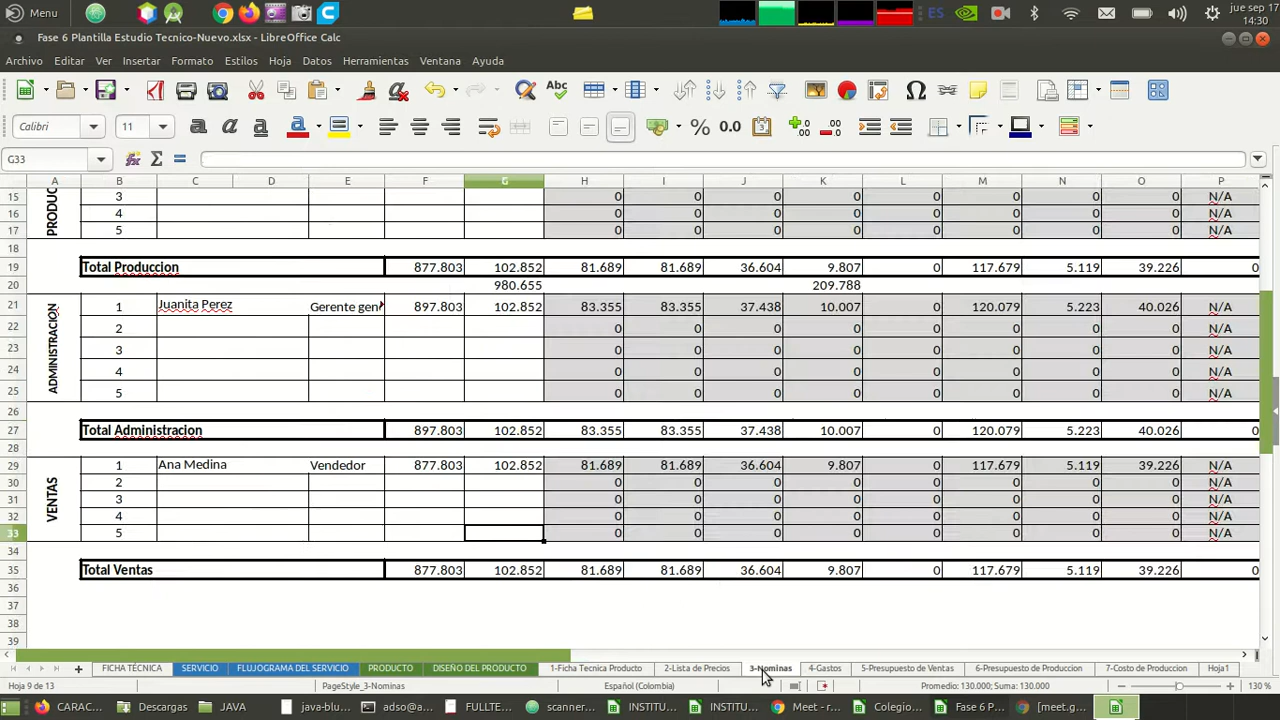 Menu ES jue sep 17 14:30
Fase 6 Plantilla Estudio Tecnico-Nuevo.xlsx - LibreOffice Calc
Archivo Editar Ver Insertar Formato Estilos Hoja Datos Herramientas Ventana Ayuda
Calibri 11
G33
A B C D E F G H I J K L M N O P
15 3 0 0 0 0 0 0 0 0 N/A
16 4 0 0 0 0 0 0 0 0 N/A
17 5 0 0 0 0 0 0 0 0 N/A
18
19 Total Produccion 877.803 102.852 81.689 81.689 36.604 9.807 0 117.679 5.119 39.226 0
20 980.655 209.788
ADMINISTRACION
21 1 Juanita Perez Gerente gen 897.803 102.852 83.355 83.355 37.438 10.007 0 120.079 5.223 40.026 N/A
22 2 0 0 0 0 0 0 0 0 N/A
23 3 0 0 0 0 0 0 0 0 N/A
24 4 0 0 0 0 0 0 0 0 N/A
25 5 0 0 0 0 0 0 0 0 N/A
26
27 Total Administracion 897.803 102.852 83.355 83.355 37.438 10.007 0 120.079 5.223 40.026 0
28
VENTAS
29 1 Ana Medina Vendedor 877.803 102.852 81.689 81.689 36.604 9.807 0 117.679 5.119 39.226 N/A
30 2 0 0 0 0 0 0 0 0 N/A
31 3 0 0 0 0 0 0 0 0 N/A
32 4 0 0 0 0 0 0 0 0 N/A
33 5 0 0 0 0 0 0 0 0 N/A
34
35 Total Ventas 877.803 102.852 81.689 81.689 36.604 9.807 0 117.679 5.119 39.226 0
36
37
38
39
FICHA TÉCNICA SERVICIO FLUJOGRAMA DEL SERVICIO PRODUCTO DISEÑO DEL PRODUCTO 1-Ficha Tecnica Producto 2-Lista de Precios 3-Nominas 4-Gastos 5-Presupuesto de Ventas 6-Presupuesto de Produccion 7-Costo de Produccion Hoja1
Hoja 9 de 13 PageStyle_3-Nominas Español (Colombia) Promedio: 130.000; Suma: 130.000 130 %
CARAC... Descargas JAVA java-blu... adso@a... FULLTE... scanner... INSTITU... INSTITU... Meet - r... Colegio... Fase 6 P... [meet.g...